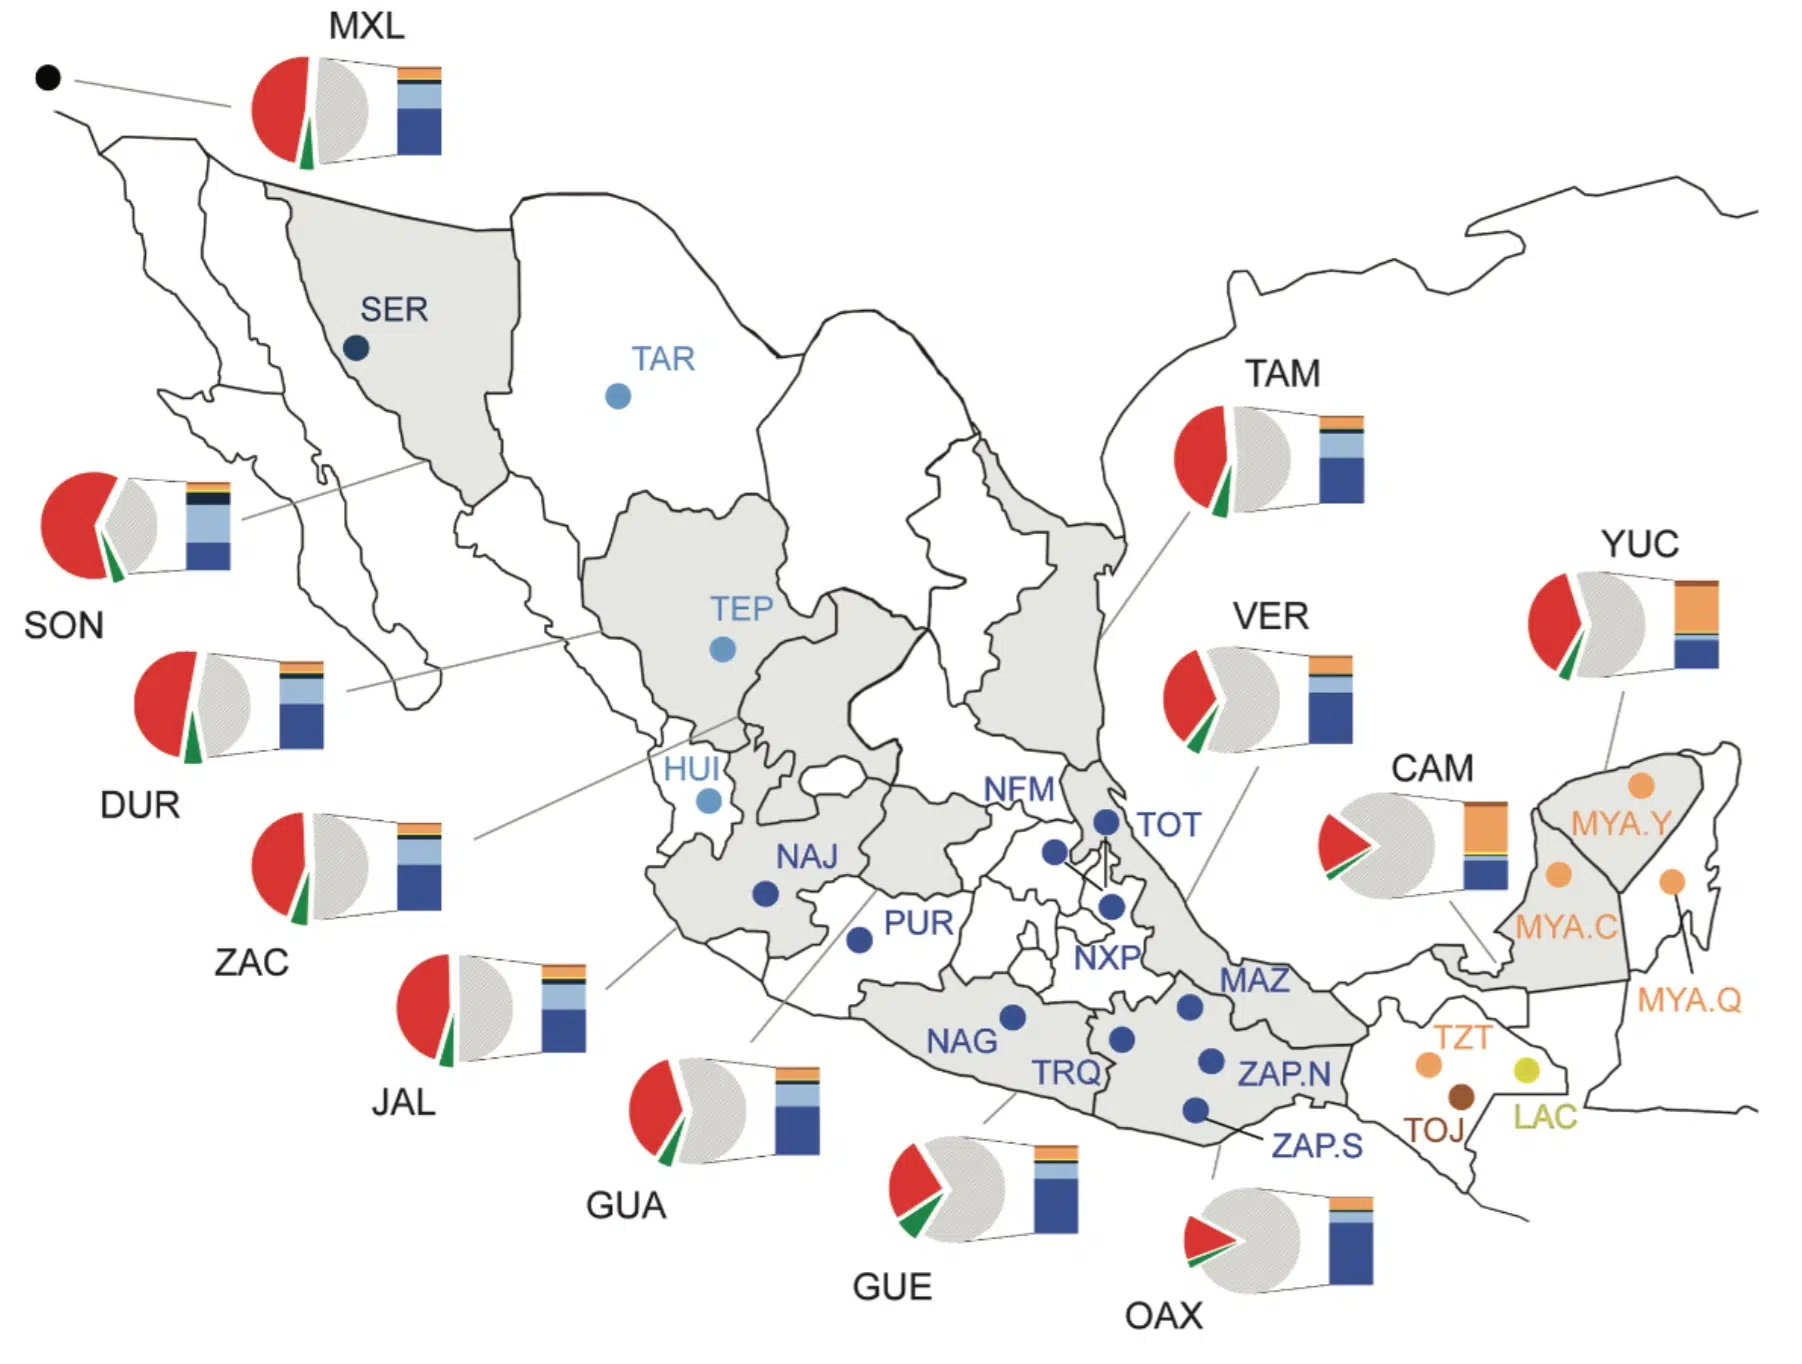 MXL
SER
TAR
TAM
SON
YUC
TEP
VER
DUR
HUI
CAM
NFM
TOT
MYA.Y
NAJ
PUR
MYA.C
ZAC
NXP
MAZ
MYA.Q
NAG
TRQ
ZAP.N
TZT
JAL
TOJ
LAC
ZAP.S
GUA
GUE
OAX